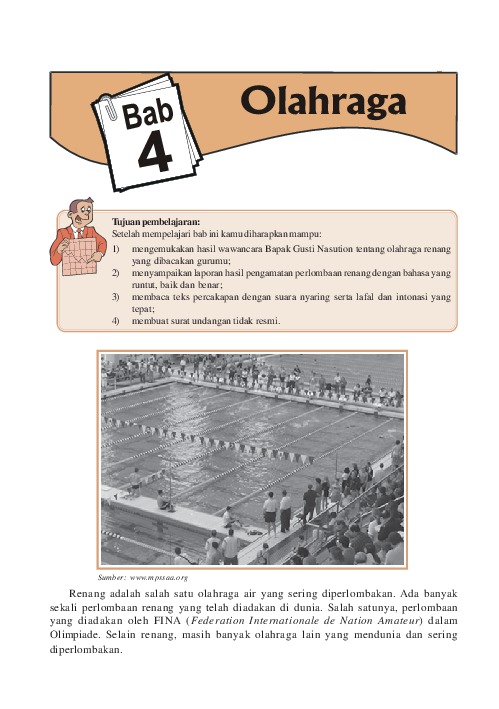 Bab
4
Olahraga
Tujuan pembelajaran:
Setelah mempelajari bab ini kamu diharapkan mampu:
1) mengemukakan hasil wawancara Bapak Gusti Nasution tentang olahraga renang
yang dibacakan gurumu;
2) menyampaikan laporan hasil pengamatan perlombaan renang dengan bahasa yang
runtut, baik dan benar;
3) membaca teks percakapan dengan suara nyaring serta lafal dan intonasi yang
tepat;
4) membuat surat undangan tidak resmi.
Sumber: www.mpssaa.org
Renang adalah salah satu olahraga air yang sering diperlombakan. Ada banyak
sekali perlombaan renang yang telah diadakan di dunia. Salah satunya, perlombaan
yang diadakan oleh FINA (Federation Internationale de Nation Amateur) dalam
Olimpiade. Selain renang, masih banyak olahraga lain yang mendunia dan sering
diperlombakan.